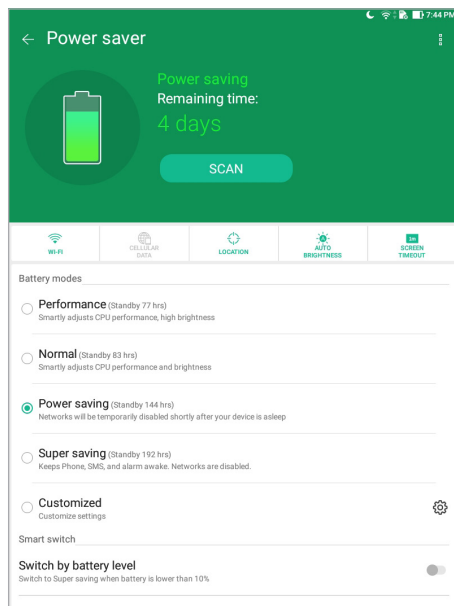 7:44 PM
Power saver
Power saving
Remaining time:
4 days
SCAN
WI-FI
CELLULAR
DATA
LOCATION
AUTO
BRIGHTNESS
1m
SCREEN
TIMEOUT
Battery modes
Performance (Standby 77 hrs)
Smartly adjusts CPU performance, high brightness
Normal (Standby 83 hrs)
Smartly adjusts CPU performance and brightness
Power saving (Standby 144 hrs)
Networks will be temporarily disabled shortly after your device is asleep
Super saving (Standby 192 hrs)
Keeps Phone, SMS, and alarm awake. Networks are disabled.
Customized
Customize settings
Smart switch
Switch by battery level
Switch to Super saving when battery is lower than 10%